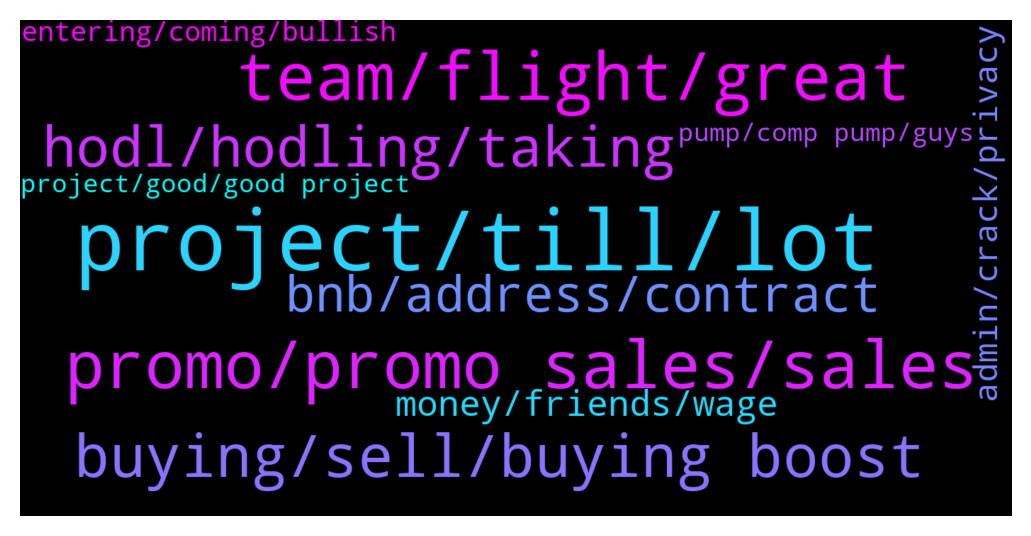 entering/coming/bullish
team/flight/great
hodl/hodling/taking
pump/comp pump/guys
project/good/good project
project/till/lot
bnb/address/contract
promo/promo sales/sales
money/friends/wage
buying/sell/buying boost
admin/crack/privacy